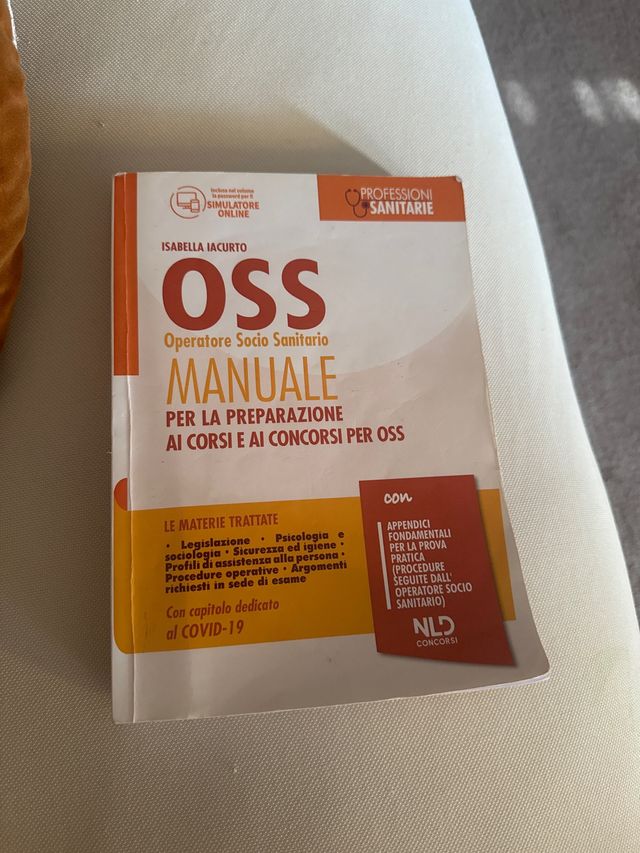 Incluso nel volume
la password per il
SIMULATORE
ONLINE
PROFESSIONI
SANITARIE
ISABELLA IACURTO
OSS
Operatore Socio Sanitario
MANUALE
PER LA PREPARAZIONE
AI CORSI E AI CONCORSI PER OSS
LE MATERIE TRATTATE
• Legislazione • Psicologia e
sociologia • Sicurezza ed igiene •
Profili di assistenza alla persona •
Procedure operative • Argomenti
richiesti in sede di esame
Con capitolo dedicato
al COVID-19
con
APPENDICI
FONDAMENTALI
PER LA PROVA
PRATICA
(PROCEDURE
SEGUITE DALL'
OPERATORE SOCIO
SANITARIO)
NLD
CONCORSI